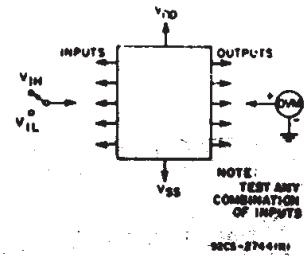 VDD
INPUTS
OUTPUTS
VIH
VIL
+
DVM
-
VSS
NOTE:
TEST ANY
COMBINATION
OF INPUTS
92CS-27441RI